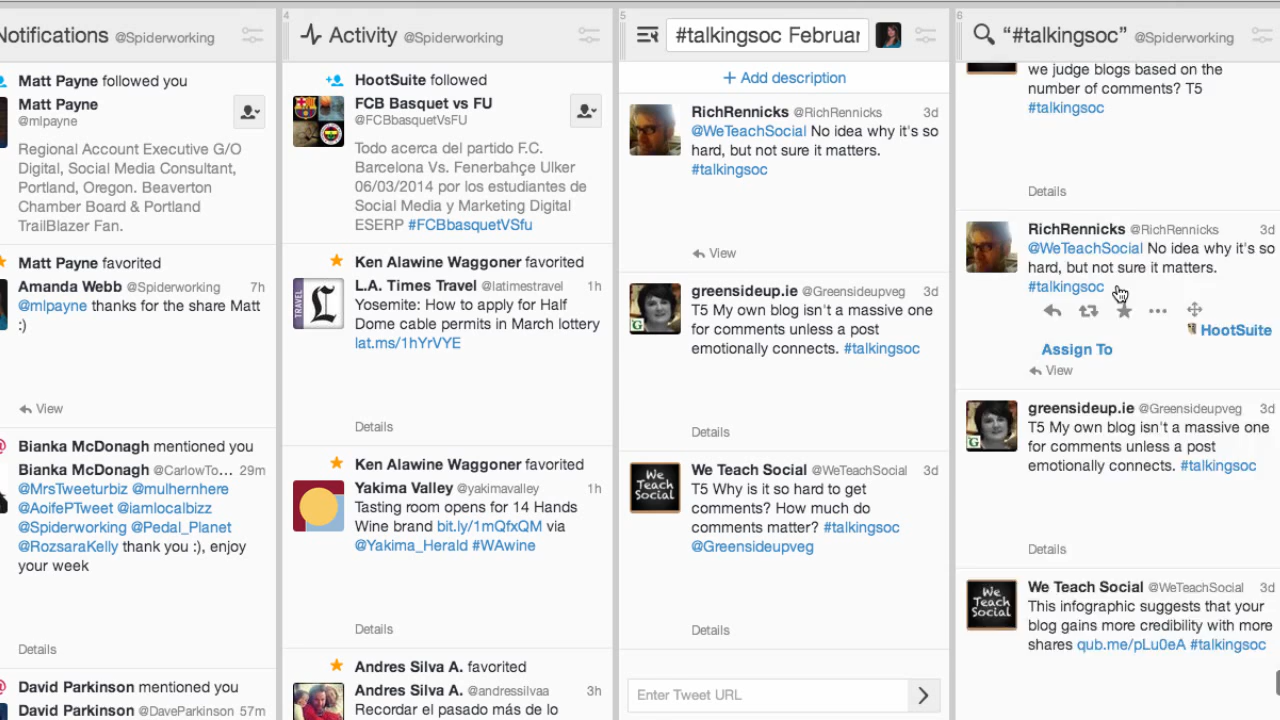 Notifications @Spiderworking
Matt Payne followed you
Matt Payne
@mlpayne
Regional Account Executive G/O
Digital, Social Media Consultant,
Portland, Oregon. Beaverton
Chamber Board & Portland
TrailBlazer Fan.
Matt Payne favorited
Amanda Webb @Spiderworking 7h
@mlpayne thanks for the share Matt
:)
View
Bianka McDonagh mentioned you
Bianka McDonagh @CarlowTo... 29m
@MrsTweeturbiz @mulhernhere
@AoifePTweet @iamlocalbizz
@Spiderworking @Pedal_Planet
@RozsaraKelly thank you :), enjoy
your week
Details
David Parkinson mentioned you
David Parkinson @DaveParkinson 57m
4
Activity @Spiderworking
HootSuite followed
FCB Basquet vs FU
@FCBbasquetVsFU
Todo acerca del partido F.C.
Barcelona Vs. Fenerbahçe Ulker
06/03/2014 por los estudiantes de
Social Media y Marketing Digital
ESERP #FCBbasquetVSfu
Ken Alawine Waggoner favorited
L.A. Times Travel @latimestravel 1h
Yosemite: How to apply for Half
Dome cable permits in March lottery
lat.ms/1hYrVYE
TRAVEL
Details
Ken Alawine Waggoner favorited
Yakima Valley @yakimavalley 1h
Tasting room opens for 14 Hands
Wine brand bit.ly/1mQfxQM via
@Yakima_Herald #WAwine
Details
Andres Silva A. favorited
Andres Silva A. @andressilvaa 3h
Recordar el pasado más de lo
5
#talkingsoc Februar
+ Add description
RichRennicks @RichRennicks 3d
@WeTeachSocial No idea why it's so
hard, but not sure it matters.
#talkingsoc
View
greensideup.ie @Greensideupveg 3d
T5 My own blog isn't a massive one
for comments unless a post
emotionally connects. #talkingsoc
G
Details
We Teach Social @WeTeachSocial 3d
We
Teach
Social
T5 Why is it so hard to get
comments? How much do
comments matter? #talkingsoc
@Greensideupveg
Details
Enter Tweet URL
6
"#talkingsoc" @Spiderworking
we judge blogs based on the
number of comments? T5
#talkingsoc
Details
RichRennicks @RichRennicks 3d
@WeTeachSocial No idea why it's so
hard, but not sure it matters.
#talkingsoc
HootSuite
Assign To
View
greensideup.ie @Greensideupveg 3d
T5 My own blog isn't a massive one
for comments unless a post
emotionally connects. #talkingsoc
G
Details
We Teach Social @WeTeachSocial 3d
We
Teach
Social
This infographic suggests that your
blog gains more credibility with more
shares qub.me/pLu0eA #talkingsoc